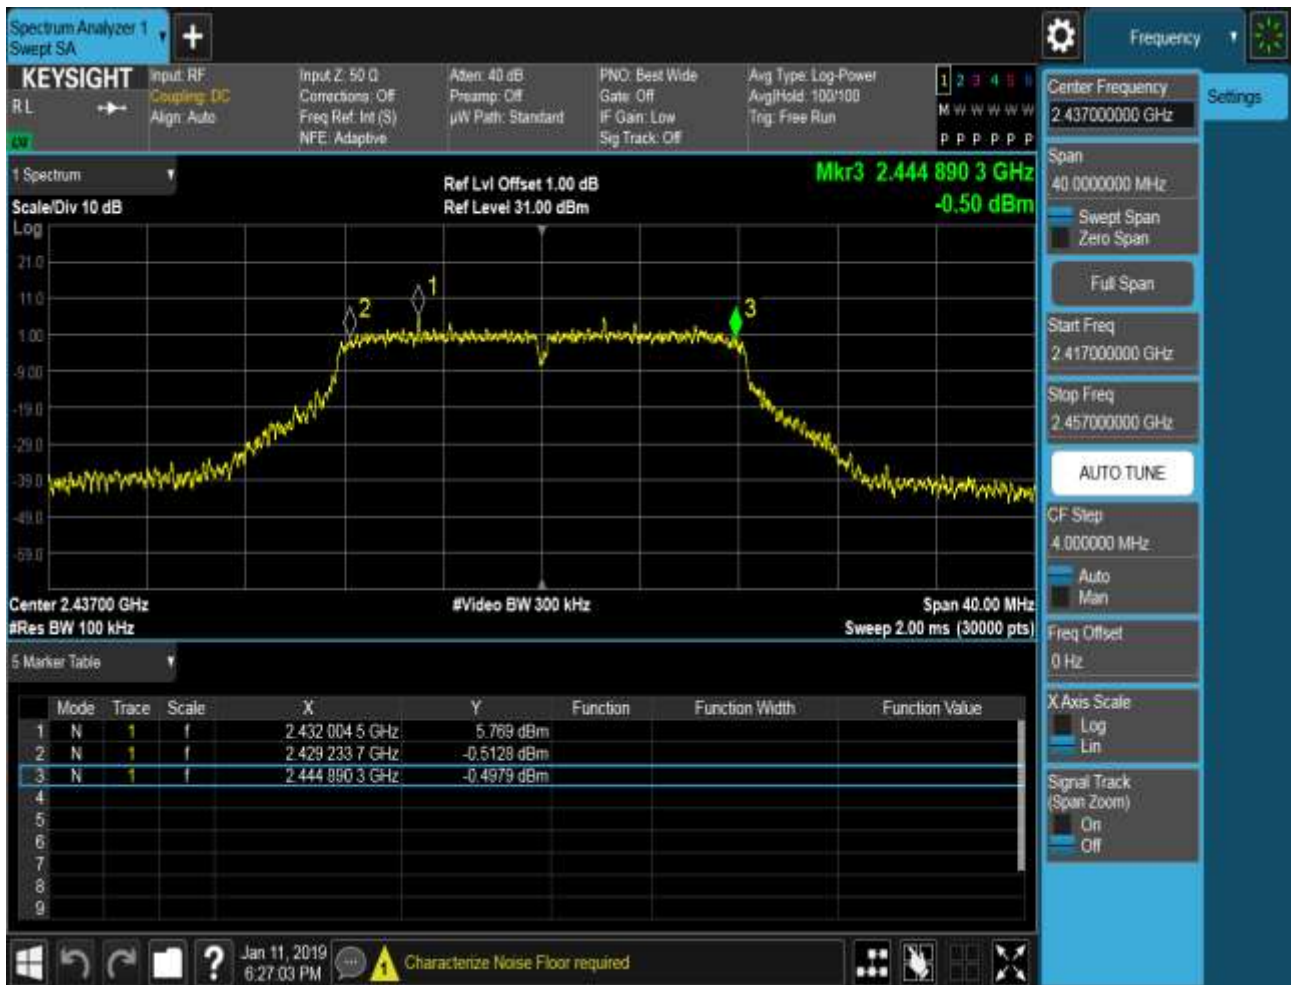 Spectrum Analyzer 1
Swept SA
Frequency
KEYSIGHT
R L
Input: RF
Coupling: DC
Align: Auto
Input Z: 50 Ω
Corrections: Off
Freq Ref: Int (S)
NFE: Adaptive
Atten: 40 dB
Preamp: Off
µW Path: Standard
PNO: Best Wide
Gate: Off
IF Gain: Low
Sig Track: Off
Avg Type: Log-Power
Avg|Hold: 100/100
Trig: Free Run
1 2 3 4 5 6
M W W W W W
P P P P P P
1 Spectrum
Scale/Div 10 dB
Log
Ref Lvl Offset 1.00 dB
Ref Level 31.00 dBm
Mkr3 2.444 890 3 GHz
-0.50 dBm
21.0
11.0
1.00
-9.00
-19.0
-29.0
-39.0
-49.0
-59.0
2
1
3
Center 2.43700 GHz
#Video BW 300 kHz
Span 40.00 MHz
#Res BW 100 kHz
Sweep 2.00 ms (30000 pts)
5 Marker Table
Mode Trace Scale X Y Function Function Width Function Value
1 N 1 f 2.432 004 5 GHz 5.769 dBm
2 N 1 f 2.429 233 7 GHz -0.5128 dBm
3 N 1 f 2.444 890 3 GHz -0.4979 dBm
4
5
6
7
8
9
Jan 11, 2019
6:27:03 PM
Characterize Noise Floor required
Center Frequency
2.437000000 GHz
Settings
Span
40.0000000 MHz
Swept Span
Zero Span
Full Span
Start Freq
2.417000000 GHz
Stop Freq
2.457000000 GHz
AUTO TUNE
CF Step
4.000000 MHz
Auto
Man
Freq Offset
0 Hz
X Axis Scale
Log
Lin
Signal Track
(Span Zoom)
On
Off